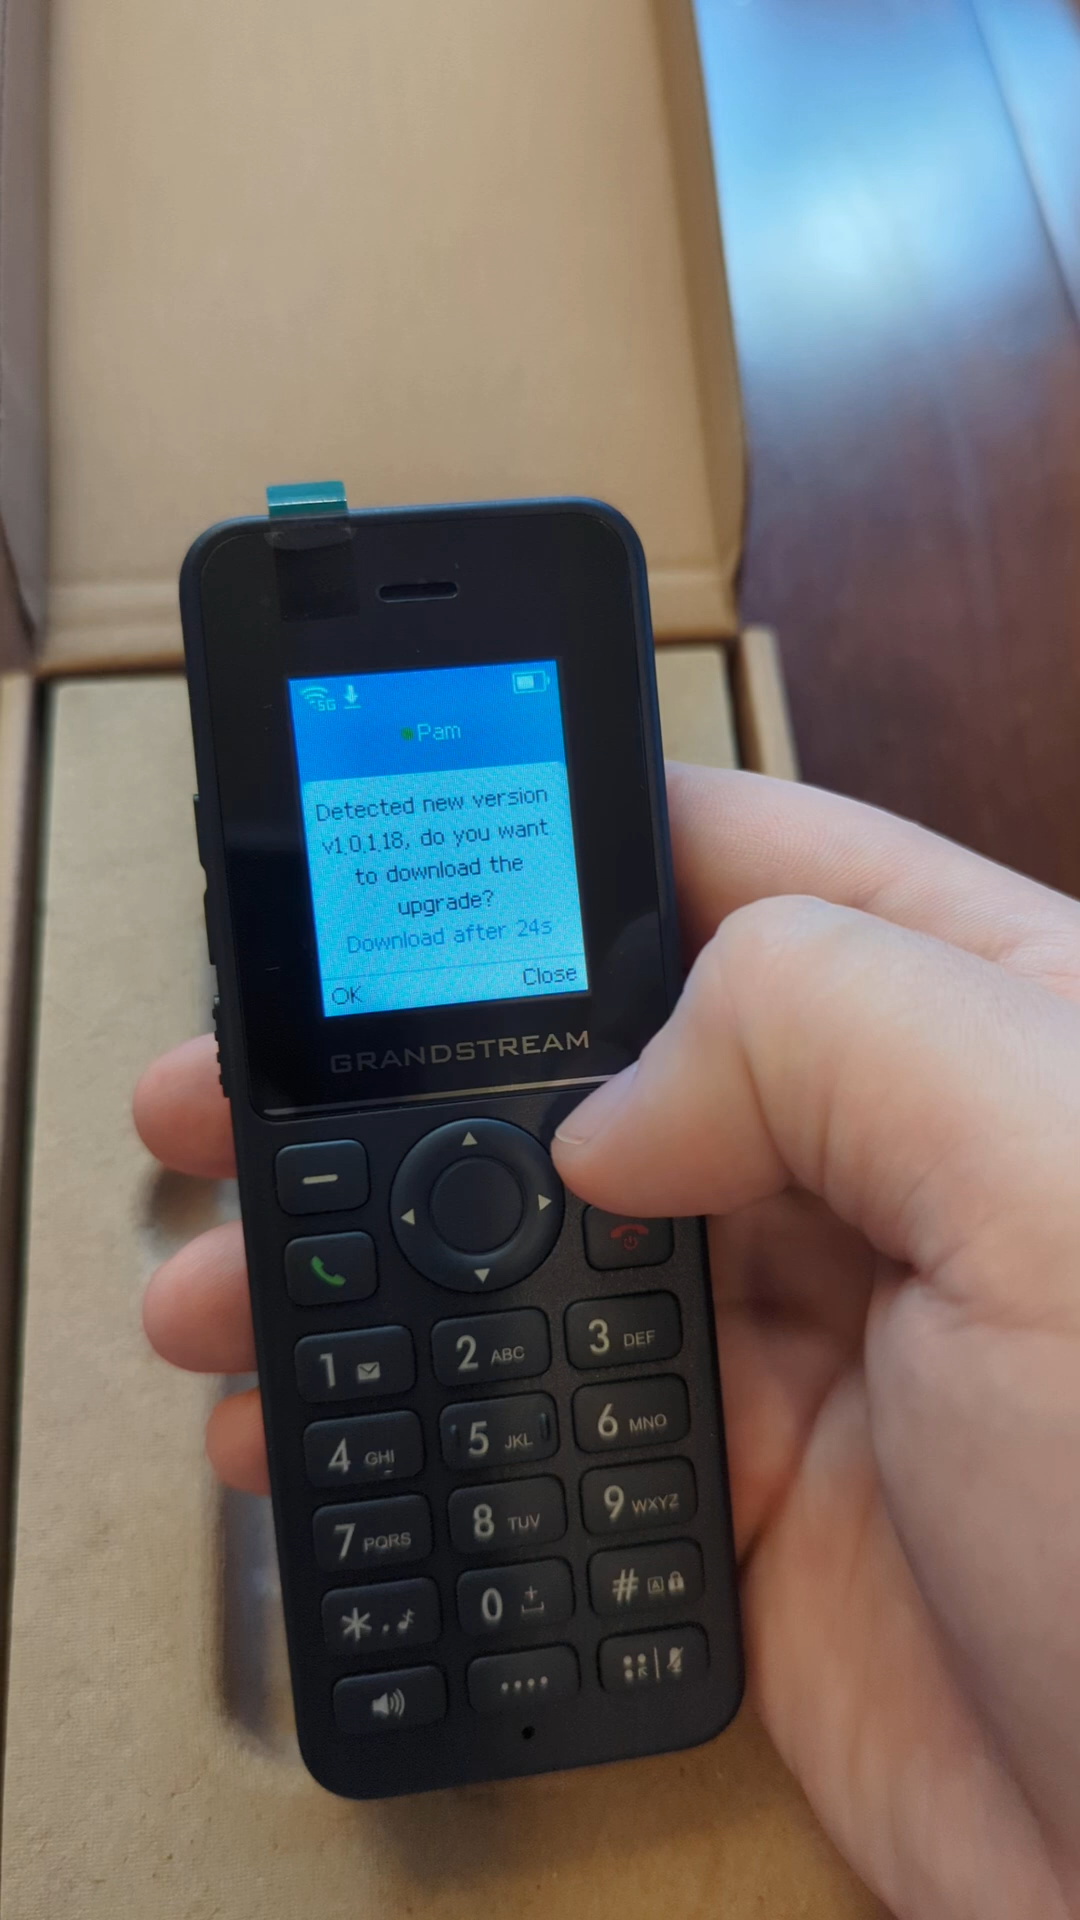 5G
Pam
Detected new version
v1.0.1.18, do you want
to download the
upgrade?
Download after 24s
OK Close
GRANDSTREAM
1
2 ABC
3 DEF
4 GHI
5 JKL
6 MNO
7 PQRS
8 TUV
9 WXYZ
* .
0 +
# A